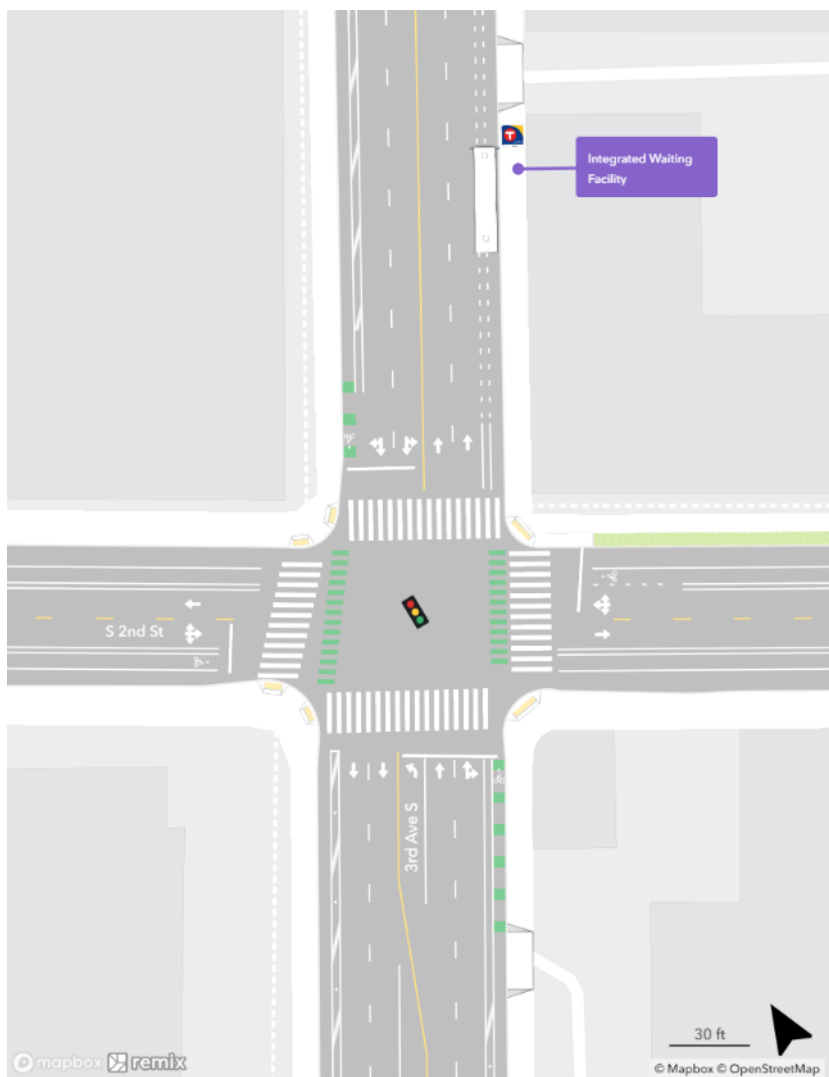 T
Integrated Waiting
Facility
S 2nd St
3rd Ave S
30 ft
mapbox remix
© Mapbox © OpenStreetMap